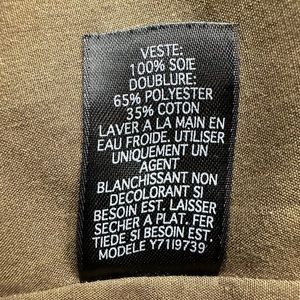 VESTE:
100% SOIE
DOUBLURE:
65% POLYESTER
35% COTON
LAVER A LA MAIN EN
EAU FROIDE. UTILISER
UNIQUEMENT UN
AGENT
BLANCHISSANT NON
DECOLORANT SI
BESOIN EST. LAISSER
SECHER A PLAT. FER
TIEDE SI BESOIN EST.
MODELE Y71I9739